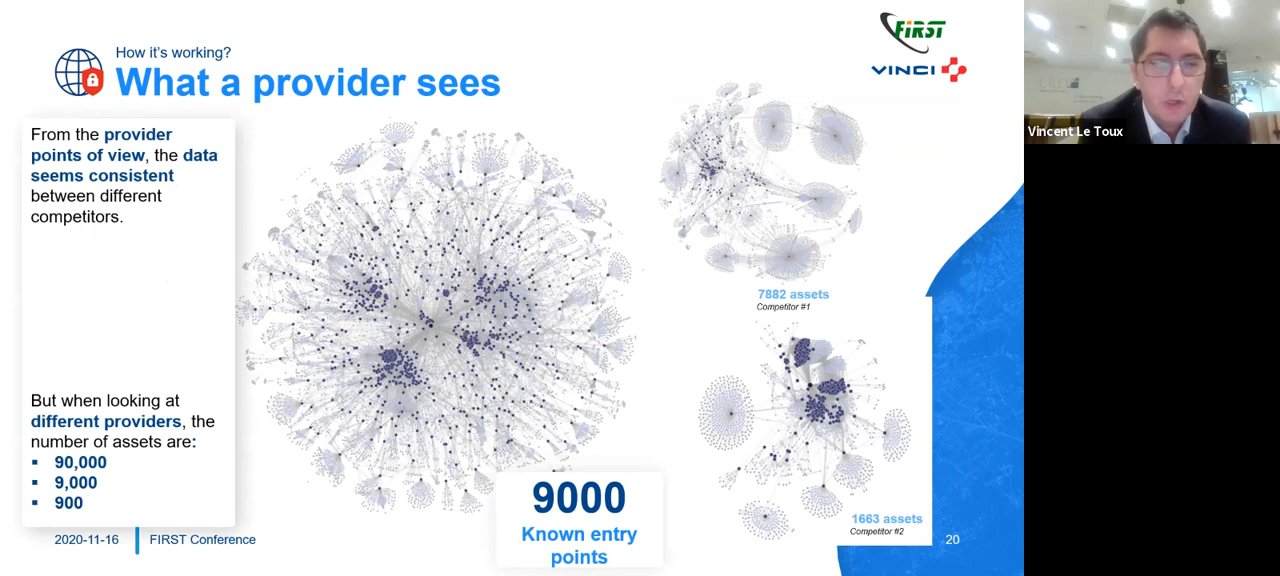 How it's working?
What a provider sees
FiRST
VINCI
From the provider
points of view, the data
seems consistent
between different
competitors.
But when looking at
different providers, the
number of assets are:
▪ 90,000
▪ 9,000
▪ 900
9000
Known entry
points
7882 assets
Competitor #1
1663 assets
Competitor #2
2020-11-16
FIRST Conference
20
Vincent Le Toux